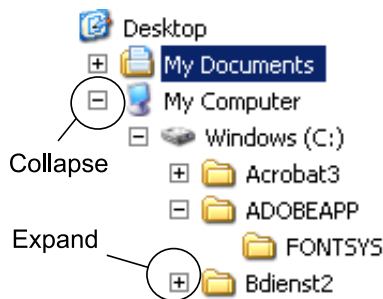 Desktop
My Documents
My Computer
Windows (C:)
Collapse
Acrobat3
ADOBEAPP
Expand
FONTSYS
Bdienst2